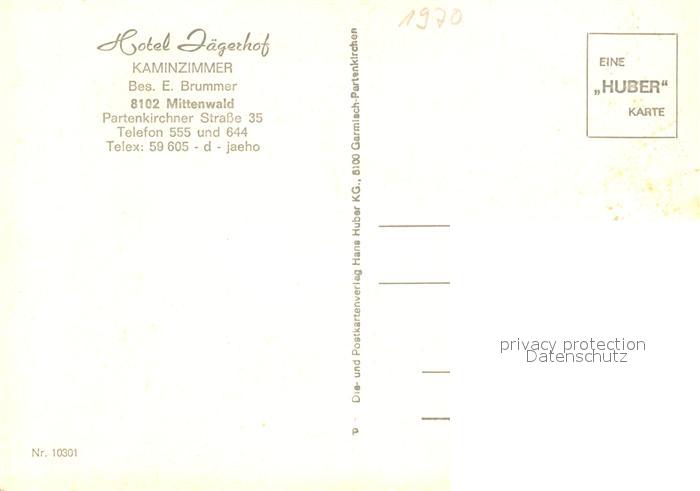 1970
Hotel Jägerhof
KAMINZIMMER
Bes. E. Brummer
8102 Mittenwald
Partenkirchner Straße 35
Telefon 555 und 644
Telex: 59 605 - d - jaeho
EINE
„HUBER“
KARTE
Dia- und Postkartenverlag Hans Huber KG., 8100 Garmisch-Partenkirchen
privacy protection
Datenschutz
Nr. 10301